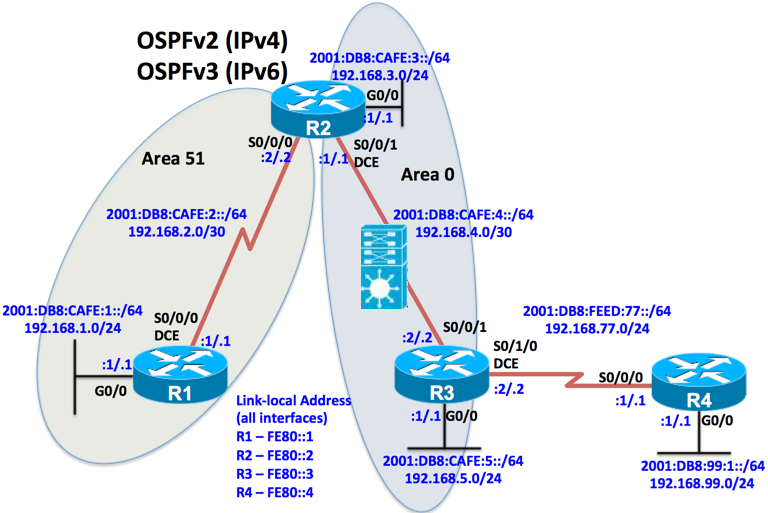 OSPFv2 (IPv4)
OSPFv3 (IPv6)
2001:DB8:CAFE:3::/64
192.168.3.0/24
G0/0
:1/.1
R2
S0/0/0
:2/.2
:1/.1
S0/0/1
DCE
Area 51
Area 0
2001:DB8:CAFE:2::/64
192.168.2.0/30
2001:DB8:CAFE:4::/64
192.168.4.0/30
2001:DB8:CAFE:1::/64
192.168.1.0/24
S0/0/0
DCE
:1/.1
:1/.1
G0/0
R1
2001:DB8:FEED:77::/64
192.168.77.0/24
:2/.2
S0/0/1
S0/1/0
DCE
:2/.2
R3
:1/.1
G0/0
S0/0/0
:1/.1
R4
:1/.1
G0/0
Link-local Address
(all interfaces)
R1 – FE80::1
R2 – FE80::2
R3 – FE80::3
R4 – FE80::4
2001:DB8:CAFE:5::/64
192.168.5.0/24
2001:DB8:99:1::/64
192.168.99.0/24